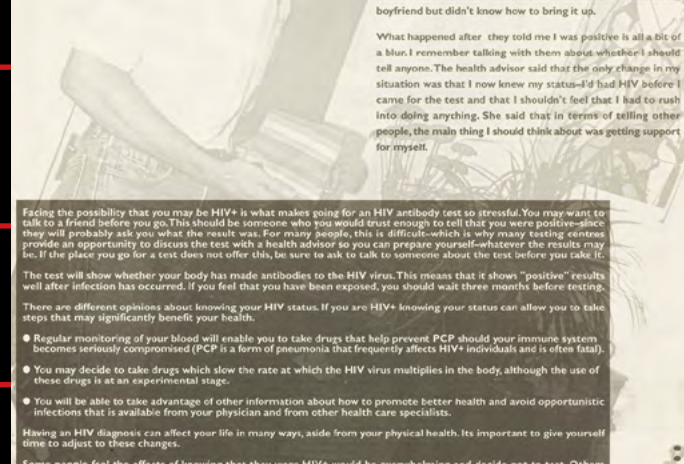 boyfriend but didn't know how to bring it up.
What happened after they told me I was positive is all a bit of
a blur. I remember talking with them about whether I should
tell anyone. The health advisor said that the only change in my
situation was that I now knew my status–I'd had HIV before I
came for the test and that I shouldn't feel that I had to rush
into doing anything. She said that in terms of telling other
people, the main thing I should think about was getting support
for myself.
Facing the possibility that you may be HIV+ is what makes going for an HIV antibody test so stressful. You may want to
talk to a friend before you go. This should be someone who you would trust enough to tell that you were positive–since
they will probably ask you what the result was. For many people, this is difficult–which is why many testing centres
provide an opportunity to discuss the test with a health advisor so you can prepare yourself–whatever the results may
be. If the place you go for a test does not offer this, be sure to ask to talk to someone about the test before you take it.
The test will show whether your body has made antibodies to the HIV virus. This means that it shows "positive" results
well after infection has occurred. If you feel that you have been exposed, you should wait three months before testing.
There are different opinions about knowing your HIV status. If you are HIV+ knowing your status can allow you to take
steps that may significantly benefit your health.
● Regular monitoring of your blood will enable you to take drugs that help prevent PCP should your immune system
becomes seriously compromised (PCP is a form of pneumonia that frequently affects HIV+ individuals and is often fatal).
● You may decide to take drugs which slow the rate at which the HIV virus multiplies in the body, although the use of
these drugs is at an experimental stage.
● You will be able to take advantage of other information about how to promote better health and avoid opportunistic
infections that is available from your physician and from other health care specialists.
Having an HIV diagnosis can affect your life in many ways, aside from your physical health. Its important to give yourself
time to adjust to these changes.
Some people feel the effects of knowing that they were HIV+ would be overwhelming and decide not to test. Others